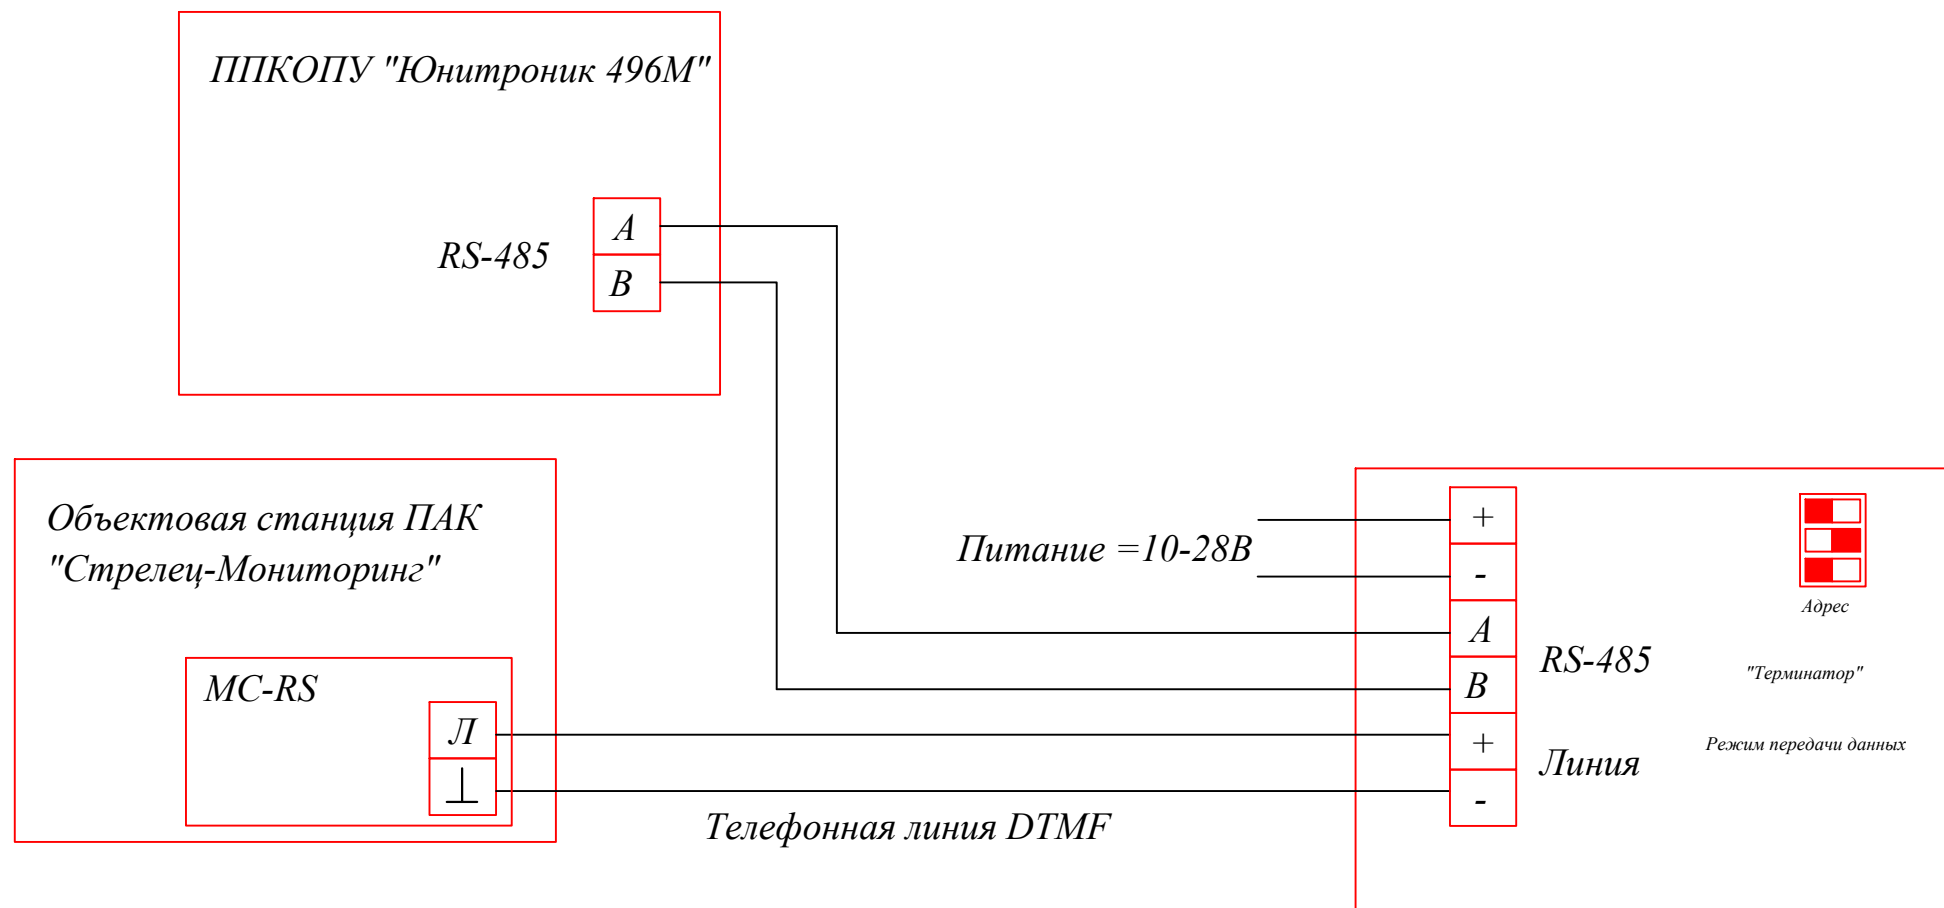 ППКОПУ "Юнитроник 496М"
RS-485
А
В
Объектовая станция ПАК
"Стрелец-Мониторинг"
MC-RS
Л
⊥
Питание =10-28В
Телефонная линия DTMF
+
-
А
В
+
-
RS-485
Линия
Адрес
"Терминатор"
Режим передачи данных